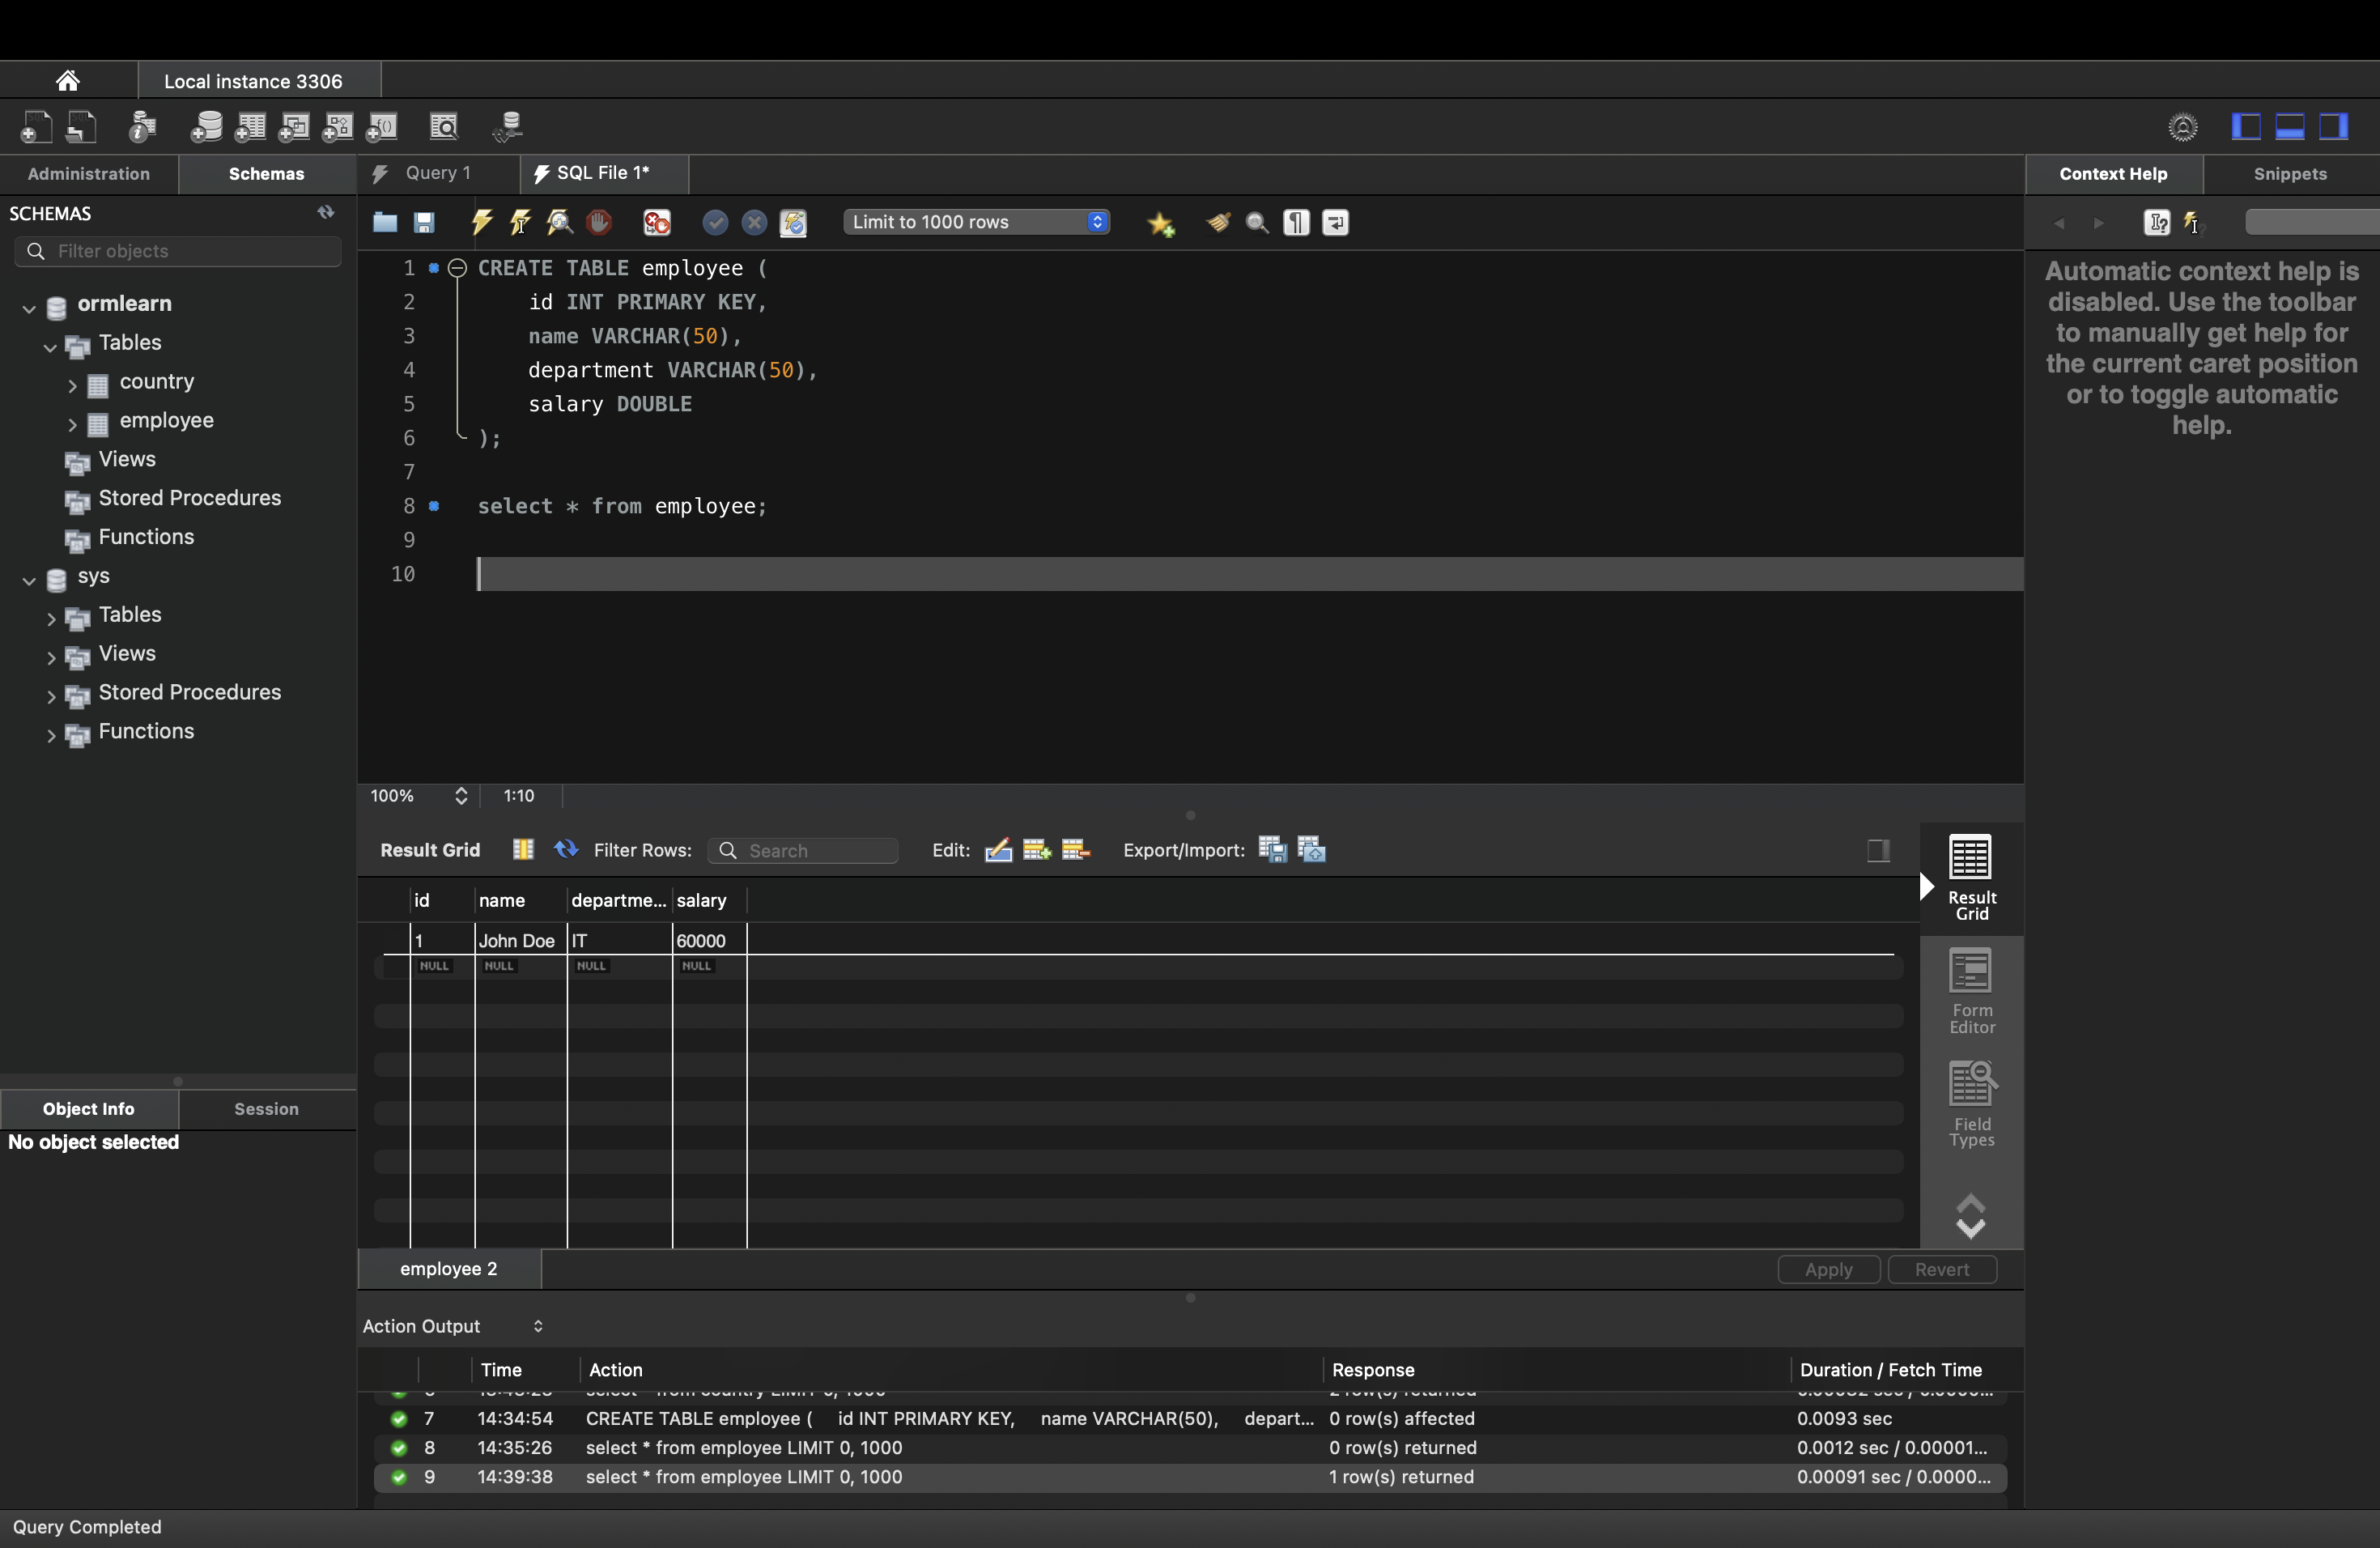 Local instance 3306
Administration
Schemas
Query 1
SQL File 1*
Context Help
Snippets
SCHEMAS
Filter objects
Limit to 1000 rows
ormlearn
Tables
country
employee
Views
Stored Procedures
Functions
sys
Tables
Views
Stored Procedures
Functions
1 CREATE TABLE employee (
2 id INT PRIMARY KEY,
3 name VARCHAR(50),
4 department VARCHAR(50),
5 salary DOUBLE
6 );
7
8 select * from employee;
9
10
Automatic context help is
disabled. Use the toolbar
to manually get help for
the current caret position
or to toggle automatic
help.
100% 1:10
Result Grid Filter Rows: Search Edit: Export/Import:
id name departme... salary
1 John Doe IT 60000
NULL NULL NULL NULL
Result
Grid
Form
Editor
Field
Types
Object Info
Session
No object selected
employee 2
Apply
Revert
Action Output
Time Action Response Duration / Fetch Time
7 14:34:54 CREATE TABLE employee ( id INT PRIMARY KEY, name VARCHAR(50), depart... 0 row(s) affected 0.0093 sec
8 14:35:26 select * from employee LIMIT 0, 1000 0 row(s) returned 0.0012 sec / 0.00001...
9 14:39:38 select * from employee LIMIT 0, 1000 1 row(s) returned 0.00091 sec / 0.0000...
Query Completed